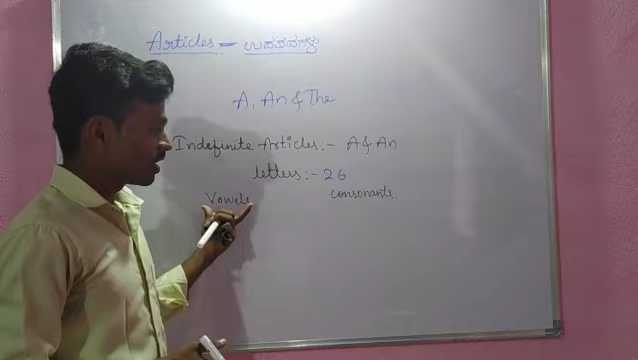 Articles - ಉಪಪದಗಳು
A, An & The
Indefinite Articles :- A & An
letters :- 26
Vowels consonants.